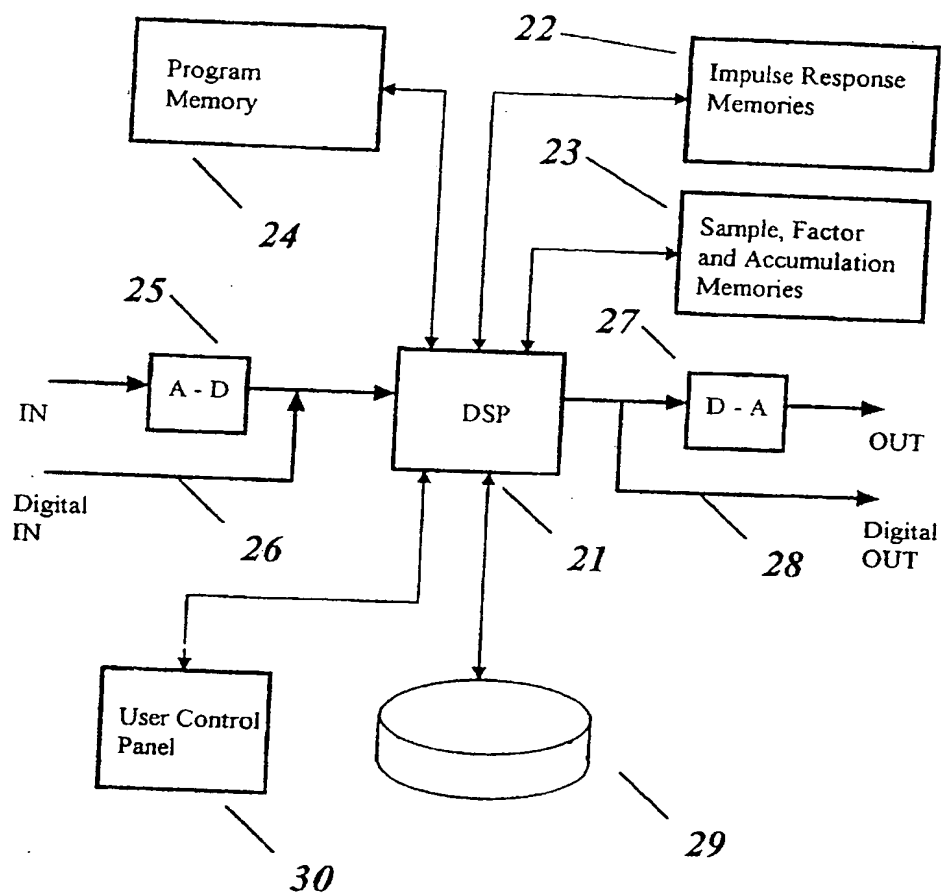 22
Program
Memory
Impulse Response
Memories
23
24
Sample, Factor
and Accumulation
Memories
25
27
A - D
DSP
D - A
IN
OUT
Digital
IN
26
21
28
Digital
OUT
User Control
Panel
29
30